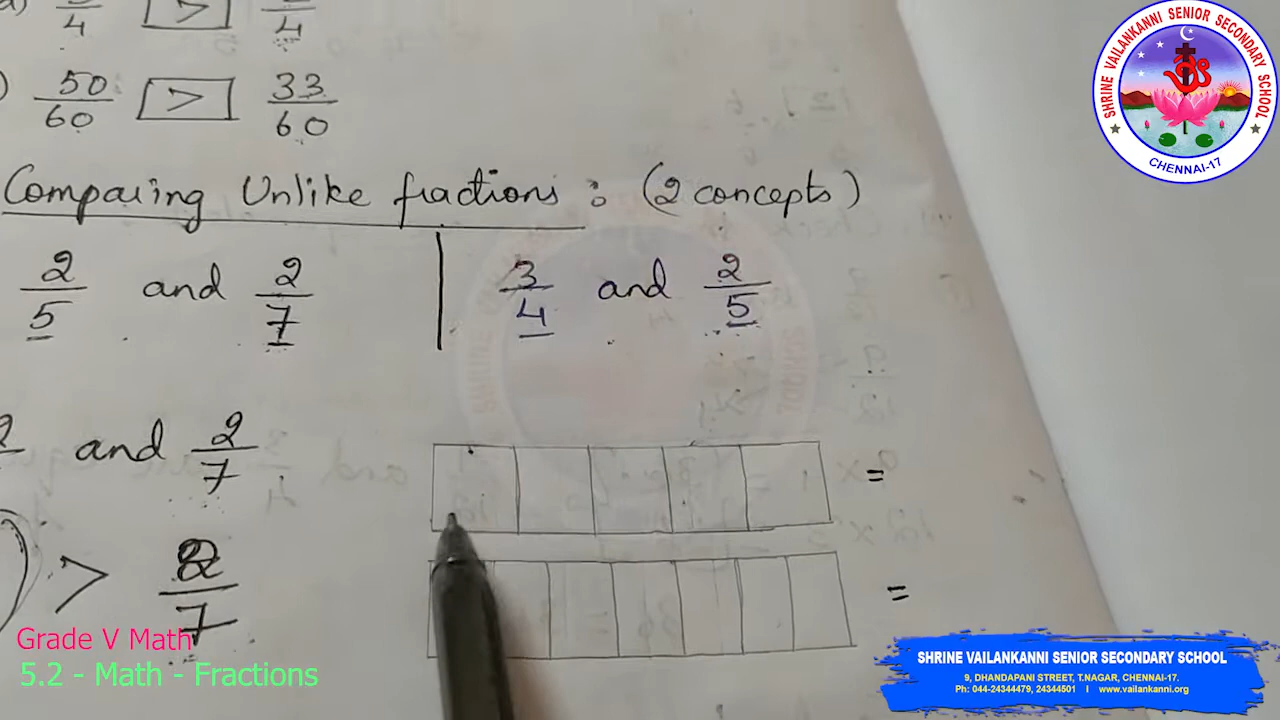 4 > 4
50/60 > 33/60
Comparing Unlike fractions : (2 concepts)
2/5 and 2/7 | 3/4 and 2/5
and 2/7
=
> 2/7
=
Grade V Math
5.2 - Math - Fractions
SHRINE VAILANKANNI SENIOR SECONDARY SCHOOL
CHENNAI-17
SHRINE VAILANKANNI SENIOR SECONDARY SCHOOL
9, DHANDAPANI STREET, T.NAGAR, CHENNAI-17.
Ph: 044-24344479, 24344501 I www.vailankanni.org